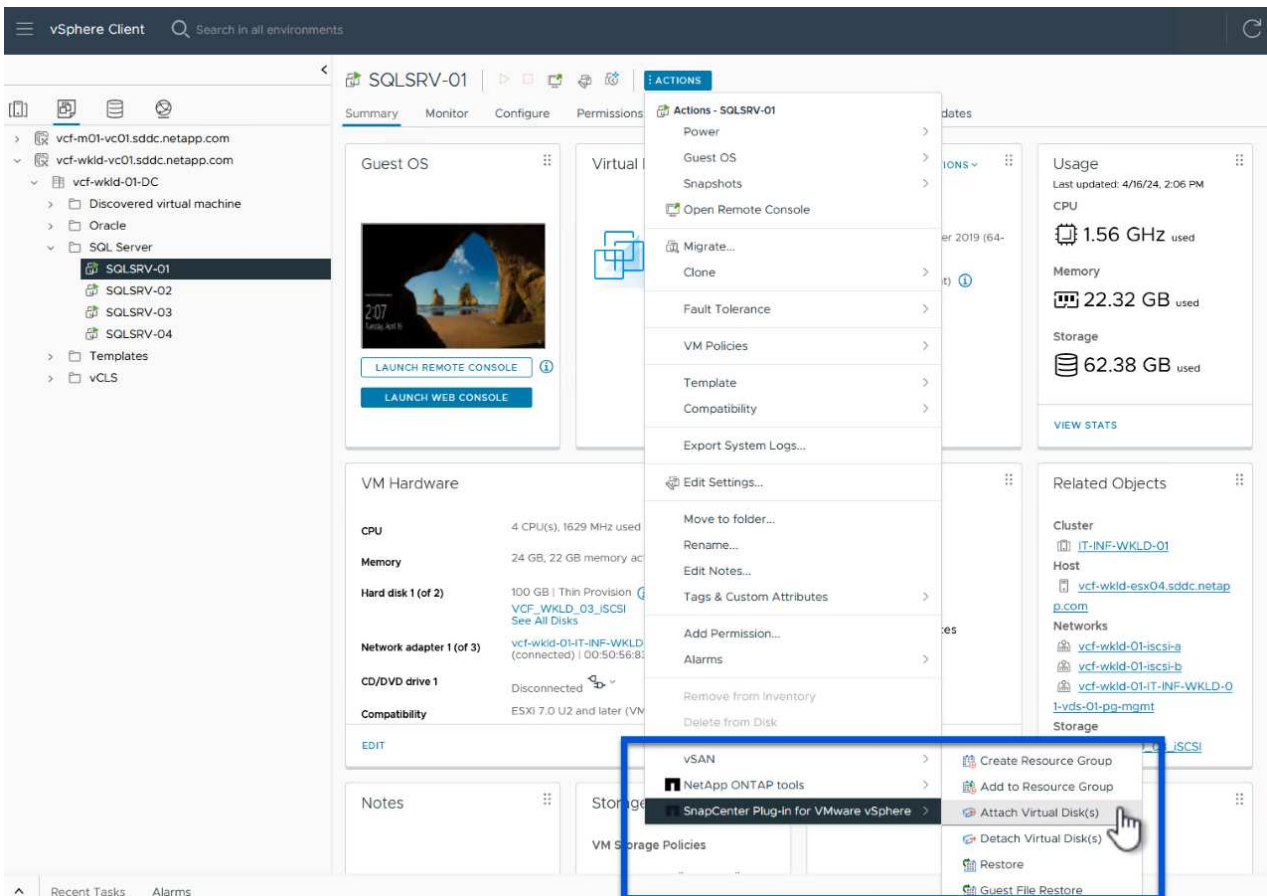 vSphere Client
Search in all environments
SQLSRV-01
ACTIONS
Summary
Monitor
Configure
Permissions
dates
vcf-m01-vc01.sddc.netapp.com
vcf-wkld-vc01.sddc.netapp.com
vcf-wkld-01-DC
Discovered virtual machine
Oracle
SQL Server
SQLSRV-01
SQLSRV-02
SQLSRV-03
SQLSRV-04
Templates
vCLS
Guest OS
2:07
Tuesday, April 16
LAUNCH REMOTE CONSOLE
LAUNCH WEB CONSOLE
Virtual
IONS
er 2019 (64-
Actions - SQLSRV-01
Power
Guest OS
Snapshots
Open Remote Console
Migrate...
Clone
Fault Tolerance
VM Policies
Template
Compatibility
Export System Logs...
Edit Settings...
Move to folder...
Rename...
Edit Notes...
Tags & Custom Attributes
Add Permission...
Alarms
Remove from Inventory
Delete from Disk
vSAN
NetApp ONTAP tools
SnapCenter Plug-in for VMware vSphere
Create Resource Group
Add to Resource Group
Attach Virtual Disk(s)
Detach Virtual Disk(s)
Restore
Guest File Restore
Usage
Last updated: 4/16/24, 2:06 PM
CPU
1.56 GHz used
Memory
22.32 GB used
Storage
62.38 GB used
VIEW STATS
VM Hardware
CPU
4 CPU(s), 1629 MHz used
Memory
24 GB, 22 GB memory ac
Hard disk 1 (of 2)
100 GB | Thin Provision
VCF_WKLD_03_iSCSI
See All Disks
Network adapter 1 (of 3)
vcf-wkld-01-IT-INF-WKLD-
(connected) | 00:50:56:8
CD/DVD drive 1
Disconnected
Compatibility
ESXi 7.0 U2 and later (VM
EDIT
Related Objects
Cluster
IT-INF-WKLD-01
Host
vcf-wkld-esx04.sddc.netap
p.com
Networks
vcf-wkld-01-iscsi-a
vcf-wkld-01-iscsi-b
vcf-wkld-01-IT-INF-WKLD-0
1-vds-01-pg-mgmt
Storage
Notes
VM Storage Policies
Recent Tasks
Alarms